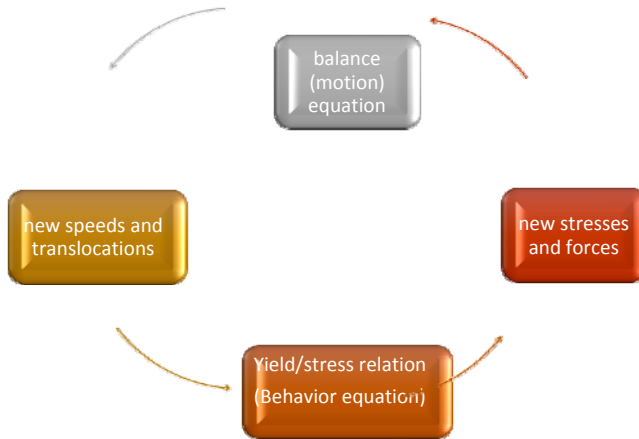 balance
(motion)
equation
new speeds and
translocations
new stresses
and forces
Yield/stress relation
(Behavior equation)